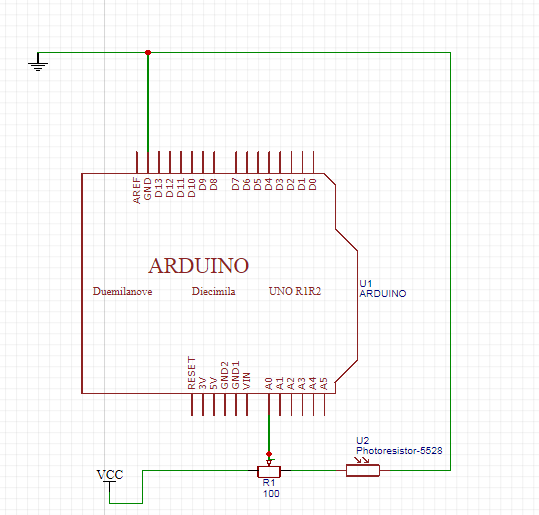 AREF
GND
D13
D12
D11
D10
D9
D8
D7
D6
D5
D4
D3
D2
D1
D0
ARDUINO
Duemilanove Diecimila UNO R1R2
U1
ARDUINO
RESET
3V
5V
GND2
GND1
VIN
A0
A1
A2
A3
A4
A5
U2
Photoresistor-5528
VCC
R1
100